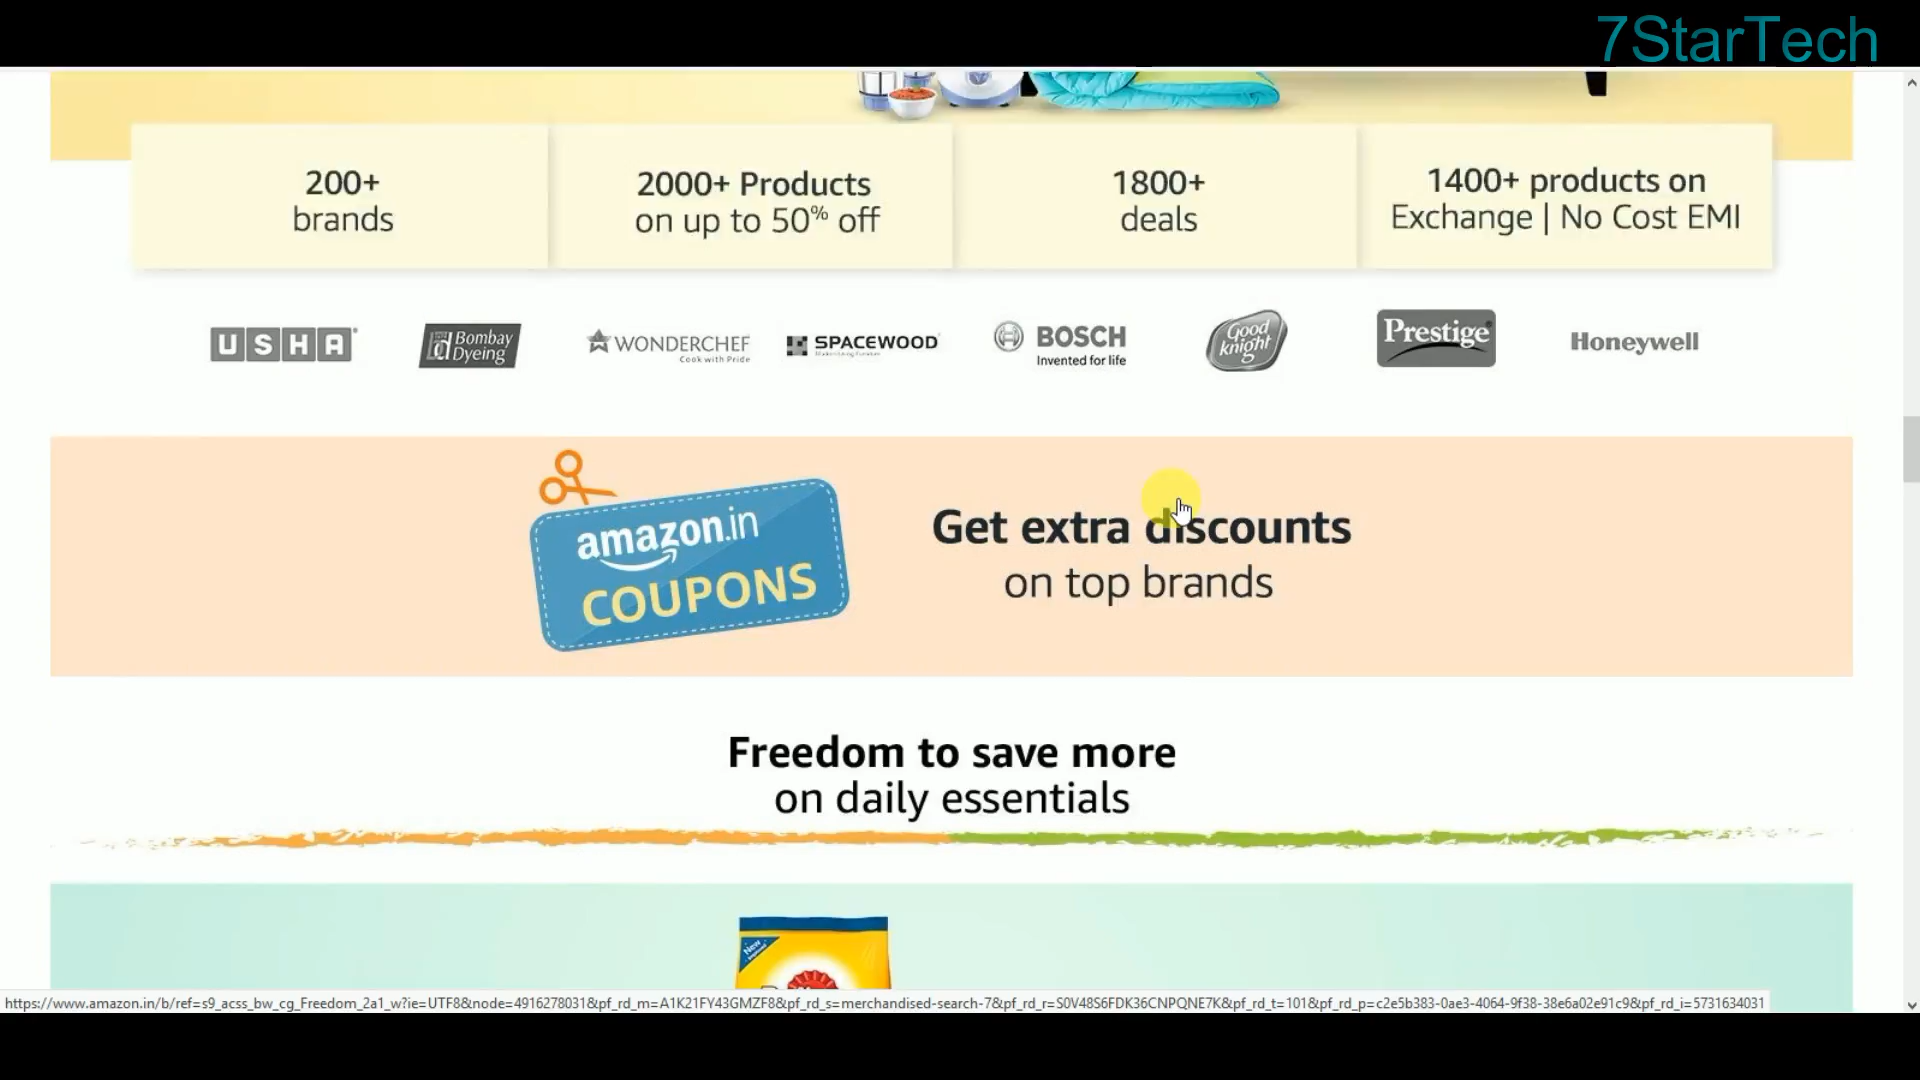 7StarTech
200+
brands
2000+ Products
on up to 50% off
1800+
deals
1400+ products on
Exchange | No Cost EMI
USHA
Bombay
Dyeing
WONDERCHEF
Cook with Pride
SPACEWOOD
BOSCH
Invented for life
Good
knight
Prestige
Honeywell
amazon.in
COUPONS
Get extra discounts
on top brands
Freedom to save more
on daily essentials
New
https://www.amazon.in/b/ref=s9_acss_bw_cg_Freedom_2a1_w?ie=UTF8&node=4916278031&pf_rd_m=A1K21FY43GMZF8&pf_rd_s=merchandised-search-7&pf_rd_r=S0V48S6FDK36CNPQNE7K&pf_rd_t=101&pf_rd_p=c2e5b383-0ae3-4064-9f38-38e6a02e91c9&pf_rd_i=5731634031